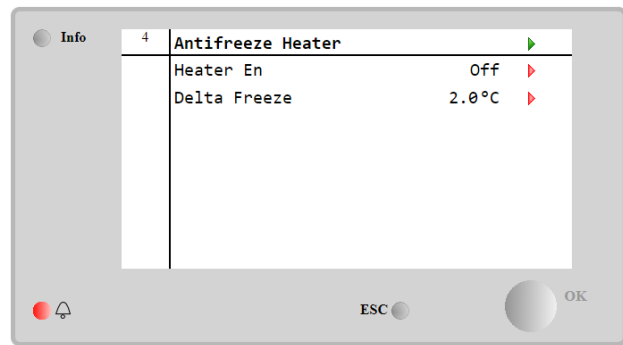 Info
4 Antifreeze Heater
Heater En Off
Delta Freeze 2.0°C
ESC
OK